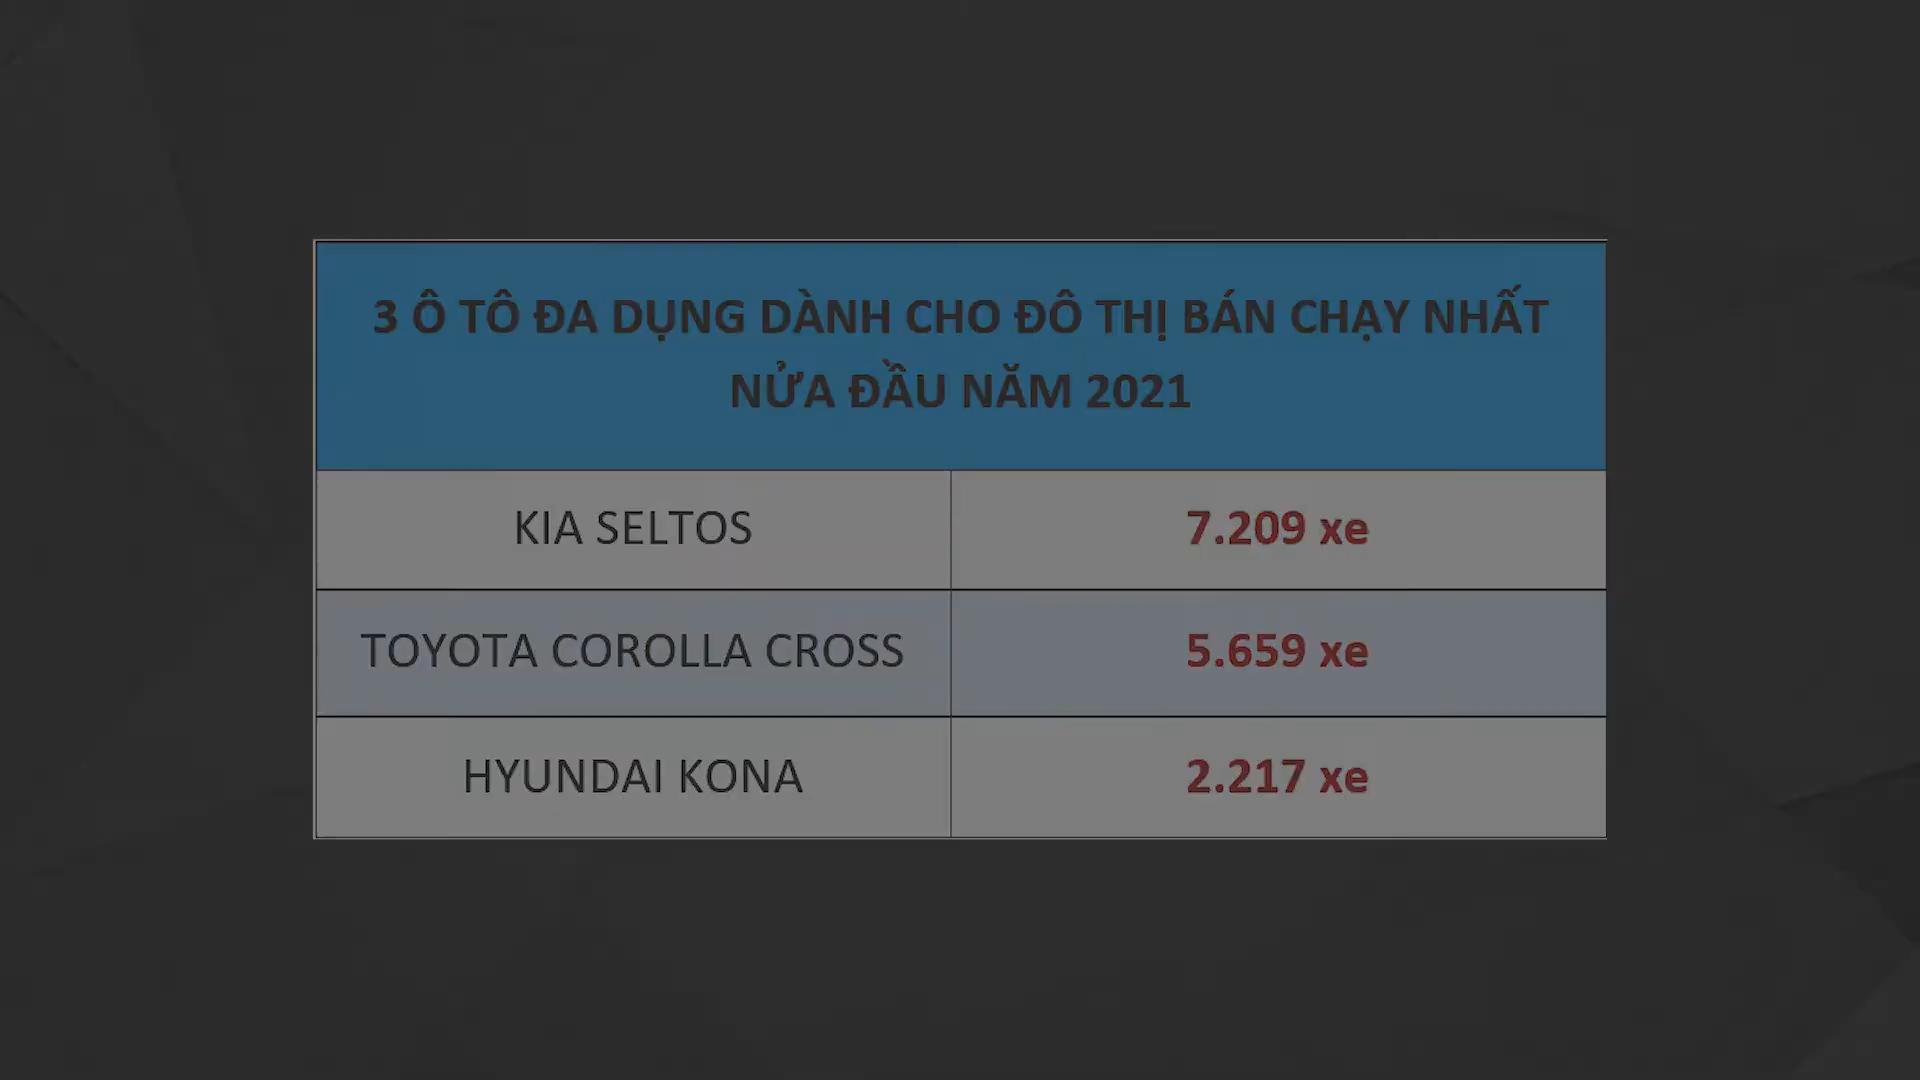 3 Ô TÔ ĐA DỤNG DÀNH CHO ĐÔ THỊ BÁN CHẠY NHẤT
NỬA ĐẦU NĂM 2021
KIA SELTOS 7.209 xe
TOYOTA COROLLA CROSS 5.659 xe
HYUNDAI KONA 2.217 xe